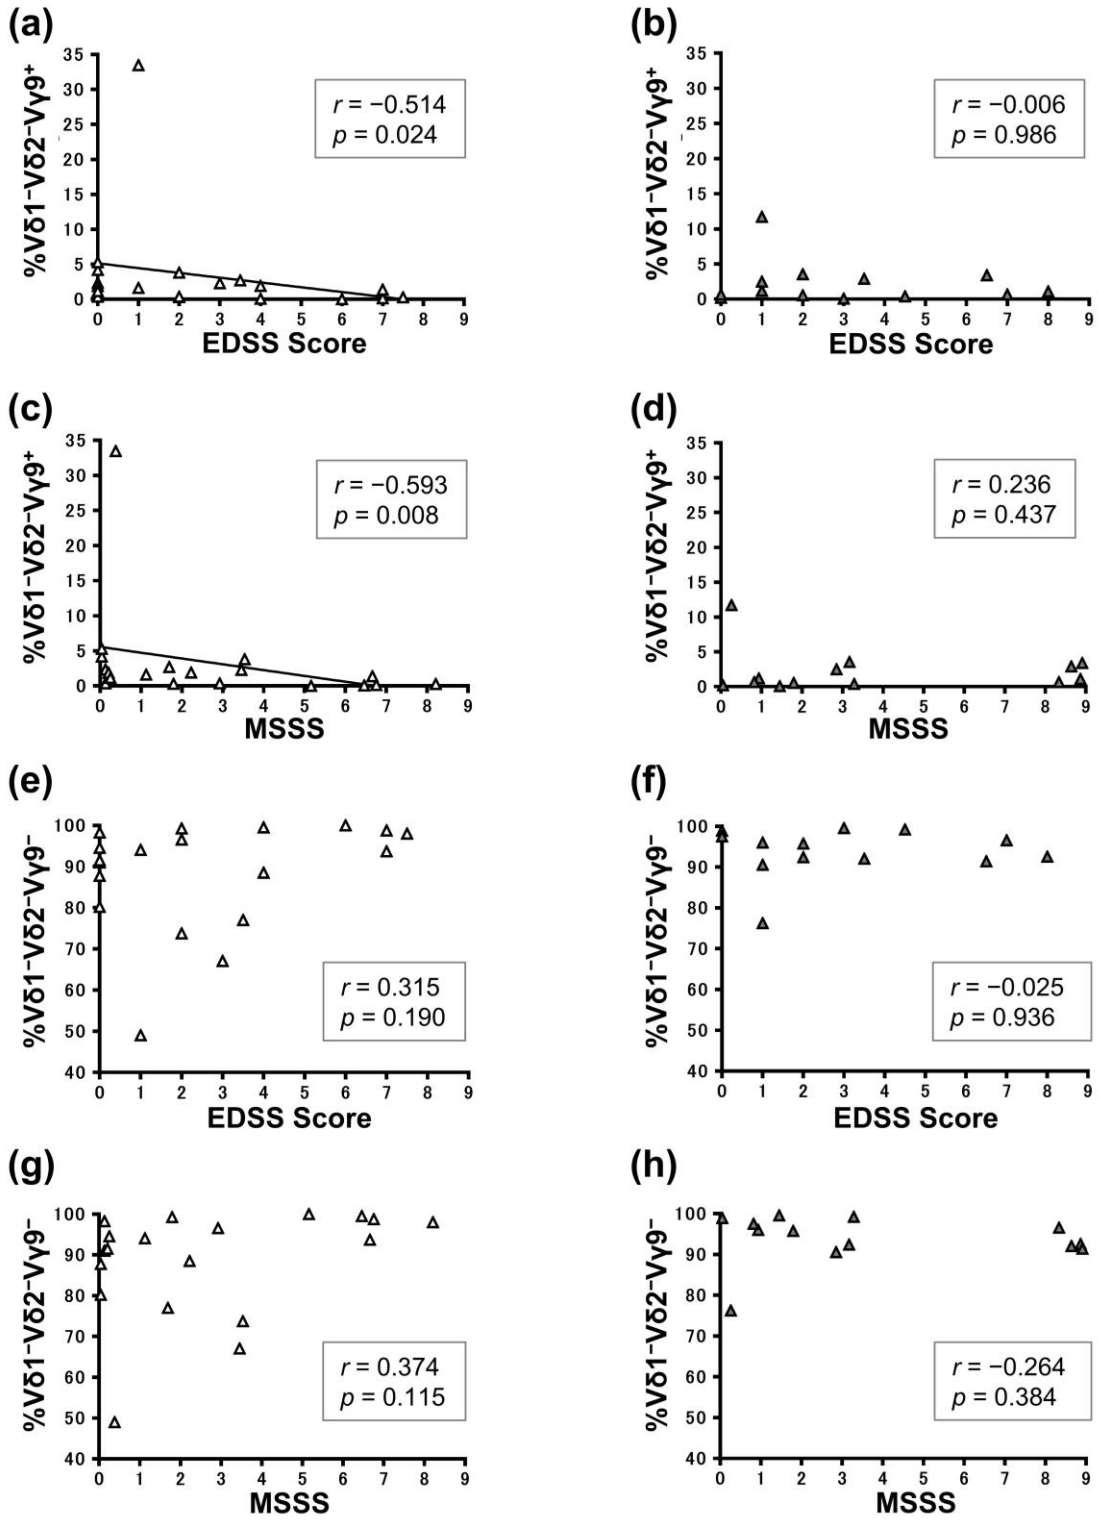 (a)
%Vδ1⁻Vδ2⁻Vγ9⁺
35
30
25
20
15
10
5
0
r = −0.514
p = 0.024
0 1 2 3 4 5 6 7 8 9
EDSS Score
(b)
%Vδ1⁻Vδ2⁻Vγ9⁺
35
30
25
20
15
10
5
0
r = −0.006
p = 0.986
0 1 2 3 4 5 6 7 8 9
EDSS Score
(c)
%Vδ1⁻Vδ2⁻Vγ9⁺
35
30
25
20
15
10
5
0
r = −0.593
p = 0.008
0 1 2 3 4 5 6 7 8 9
MSSS
(d)
%Vδ1⁻Vδ2⁻Vγ9⁺
35
30
25
20
15
10
5
0
r = 0.236
p = 0.437
0 1 2 3 4 5 6 7 8 9
MSSS
(e)
%Vδ1⁻Vδ2⁻Vγ9⁻
100
90
80
70
60
50
40
r = 0.315
p = 0.190
0 1 2 3 4 5 6 7 8 9
EDSS Score
(f)
%Vδ1⁻Vδ2⁻Vγ9⁻
100
90
80
70
60
50
40
r = −0.025
p = 0.936
0 1 2 3 4 5 6 7 8 9
EDSS Score
(g)
%Vδ1⁻Vδ2⁻Vγ9⁻
100
90
80
70
60
50
40
r = 0.374
p = 0.115
0 1 2 3 4 5 6 7 8 9
MSSS
(h)
%Vδ1⁻Vδ2⁻Vγ9⁻
100
90
80
70
60
50
40
r = −0.264
p = 0.384
0 1 2 3 4 5 6 7 8 9
MSSS